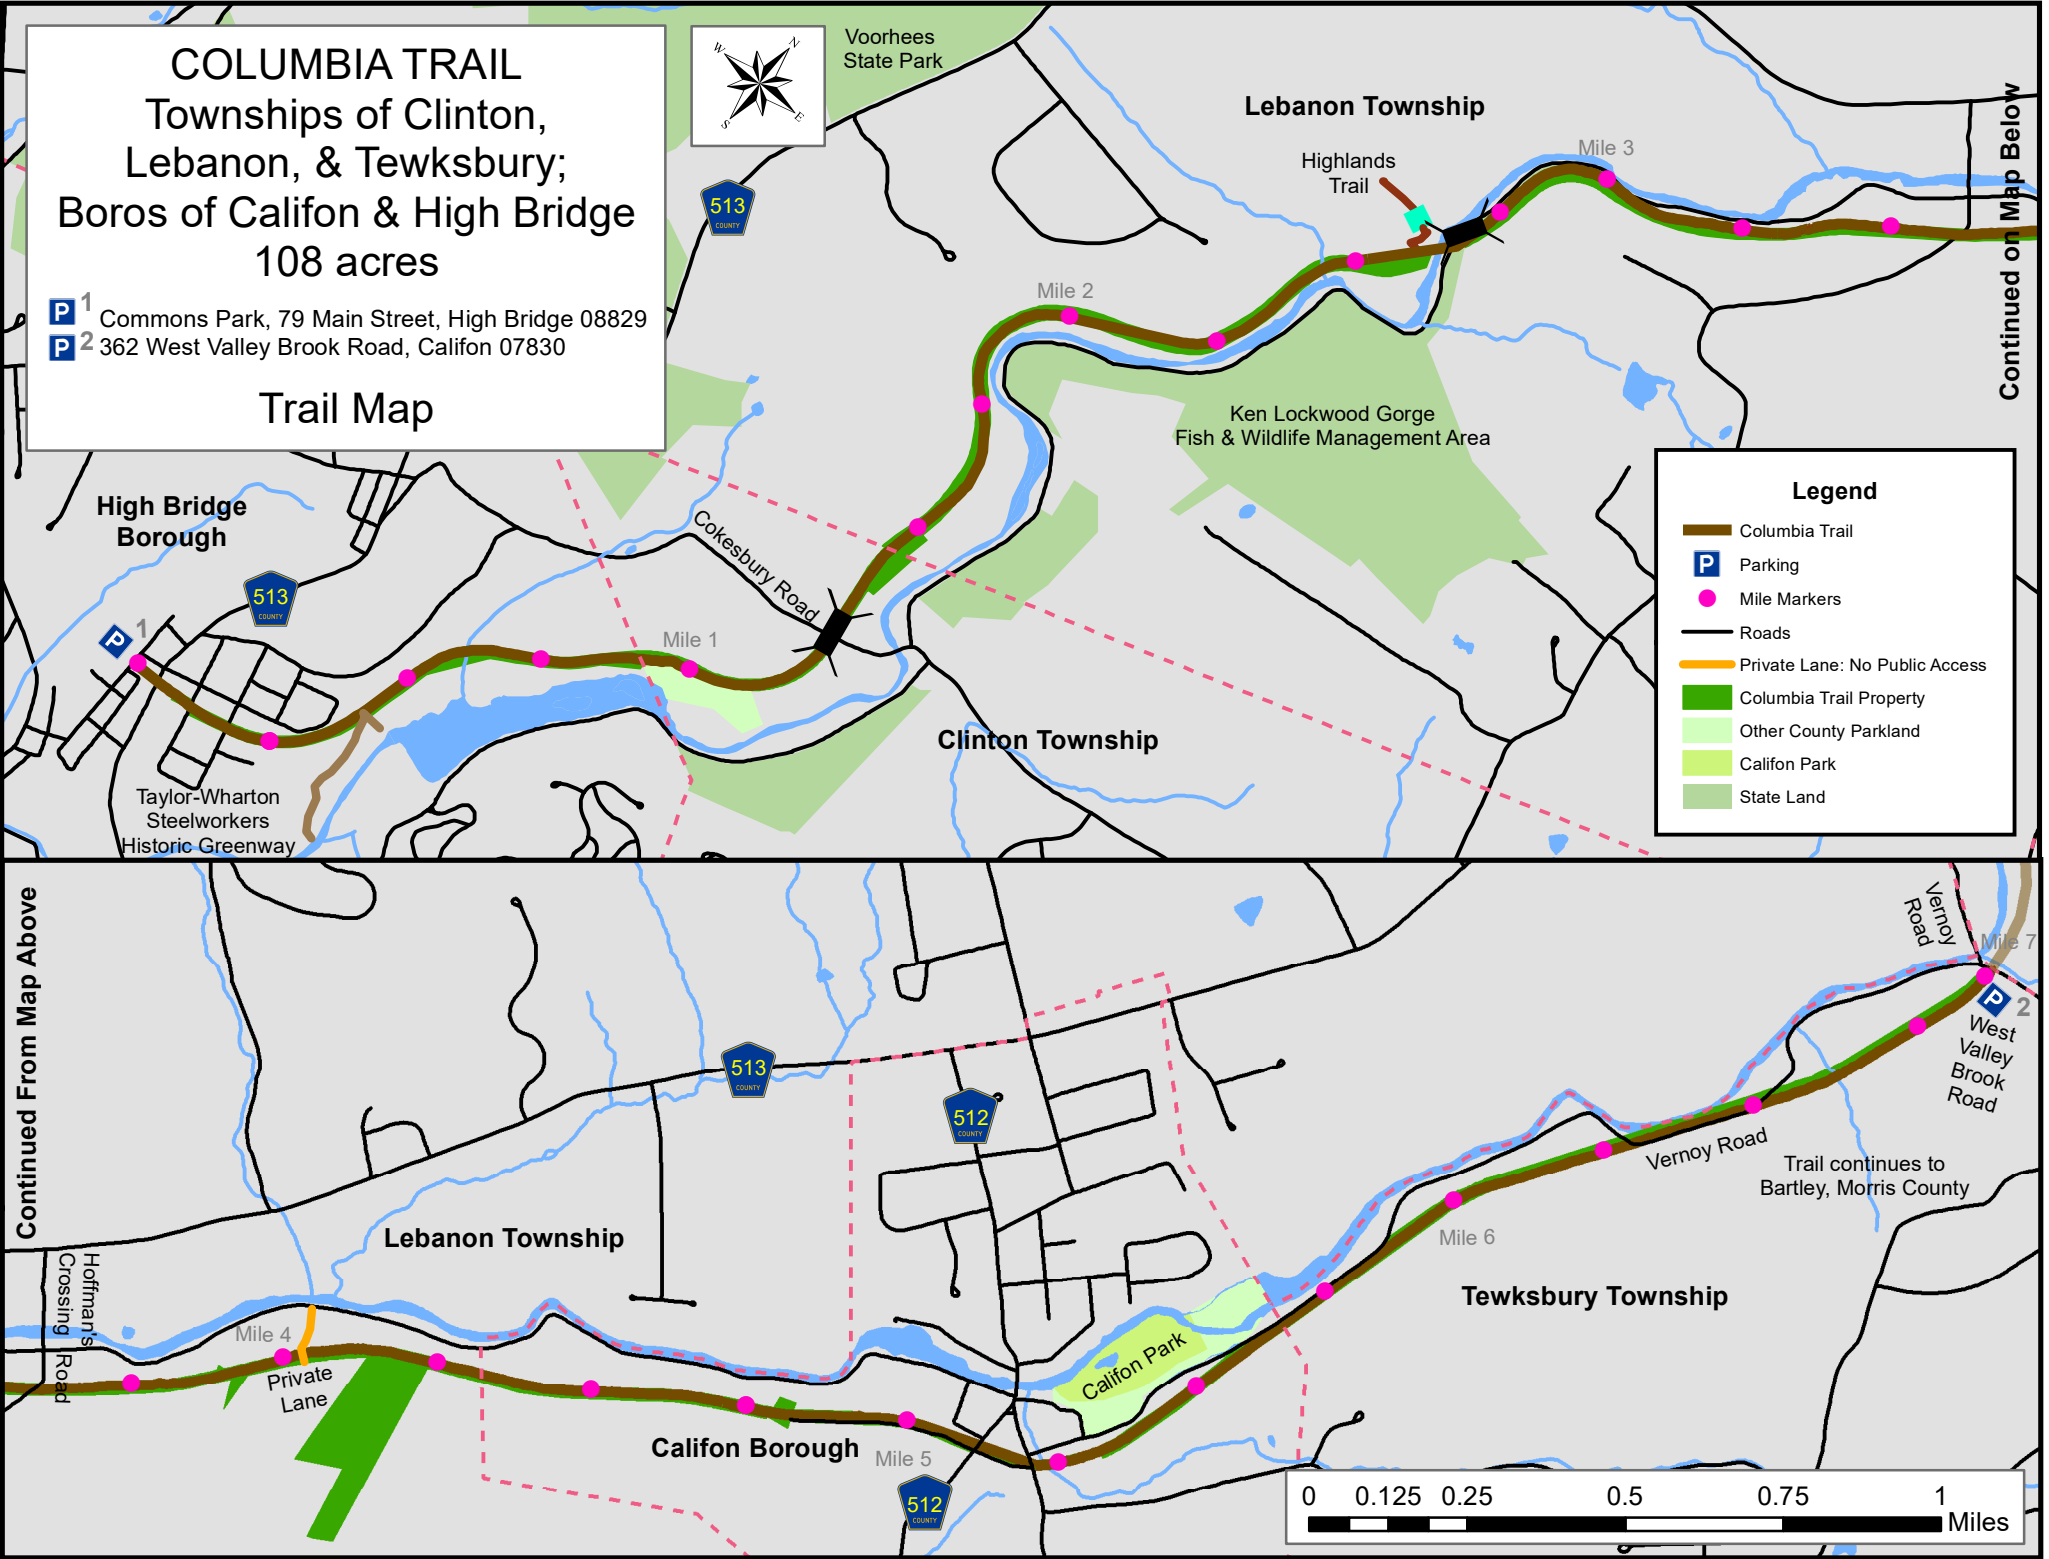 COLUMBIA TRAIL
Townships of Clinton,
Lebanon, & Tewksbury;
Boros of Califon & High Bridge
108 acres
P 1 Commons Park, 79 Main Street, High Bridge 08829
P 2 362 West Valley Brook Road, Califon 07830
Trail Map
W N
S E
Voorhees
State Park
513
COUNTY
Lebanon Township
Highlands
Trail
Mile 3
Continued on Map Below
Mile 2
Ken Lockwood Gorge
Fish & Wildlife Management Area
High Bridge
Borough
513
COUNTY
P 1
Cokesbury Road
Mile 1
Clinton Township
Taylor-Wharton
Steelworkers
Historic Greenway
Legend
Columbia Trail
P Parking
Mile Markers
Roads
Private Lane: No Public Access
Columbia Trail Property
Other County Parkland
Califon Park
State Land
Continued From Map Above
Hoffman's
Crossing Road
Mile 4
Private
Lane
Lebanon Township
513
COUNTY
512
COUNTY
Califon Borough
Mile 5
512
COUNTY
Califon Park
Mile 6
Tewksbury Township
Vernoy Road
Trail continues to
Bartley, Morris County
Vernoy
Road
Mile 7
P 2
West
Valley
Brook
Road
0 0.125 0.25 0.5 0.75 1
Miles